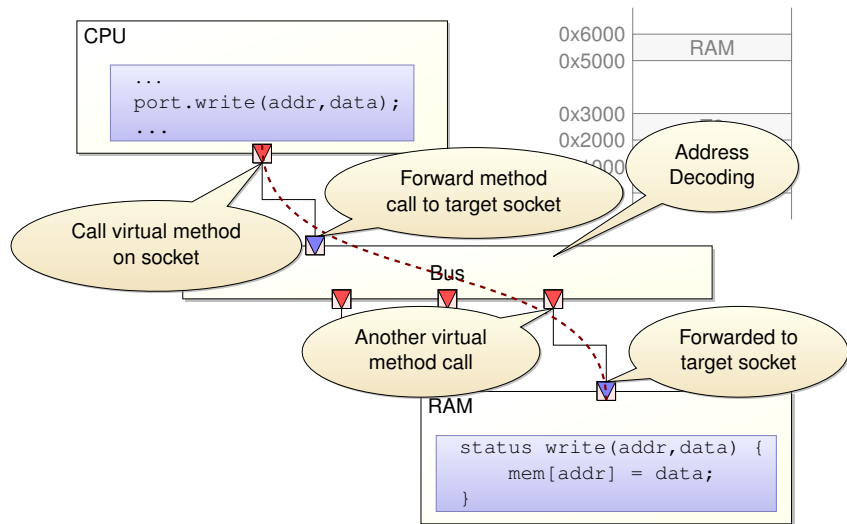 CPU
...
port.write(addr,data);
...
0x6000
RAM
0x5000
0x3000
0x2000
Address
Decoding
Forward method
call to target socket
Call virtual method
on socket
Bus
Another virtual
method call
Forwarded to
target socket
RAM
status write(addr,data) {
mem[addr] = data;
}